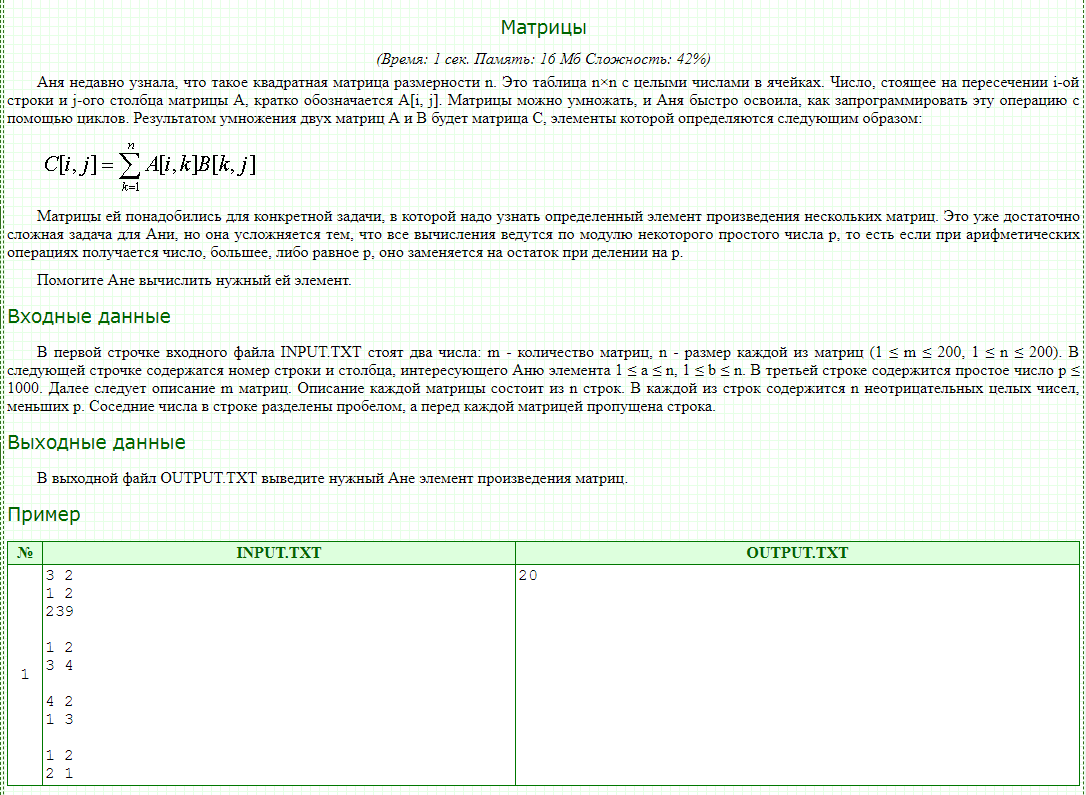 Матрицы
(Время: 1 сек. Память: 16 Мб Сложность: 42%)
Аня недавно узнала, что такое квадратная матрица размерности n. Это таблица n×n с целыми числами в ячейках. Число, стоящее на пересечении i-ой
строки и j-ого столбца матрицы A, кратко обозначается A[i, j]. Матрицы можно умножать, и Аня быстро освоила, как запрограммировать эту операцию с
помощью циклов. Результатом умножения двух матриц A и B будет матрица C, элементы которой определяются следующим образом:
C[i, j] = \sum_{k=1}^{n} A[i,k]B[k, j]
Матрицы ей понадобились для конкретной задачи, в которой надо узнать определенный элемент произведения нескольких матриц. Это уже достаточно
сложная задача для Ани, но она усложняется тем, что все вычисления ведутся по модулю некоторого простого числа p, то есть если при арифметических
операциях получается число, большее, либо равное p, оно заменяется на остаток при делении на p.
Помогите Ане вычислить нужный ей элемент.
Входные данные
В первой строчке входного файла INPUT.TXT стоят два числа: m - количество матриц, n - размер каждой из матриц (1 ≤ m ≤ 200, 1 ≤ n ≤ 200). В
следующей строчке содержатся номер строки и столбца, интересующего Аню элемента 1 ≤ a ≤ n, 1 ≤ b ≤ n. В третьей строке содержится простое число p ≤
1000. Далее следует описание m матриц. Описание каждой матрицы состоит из n строк. В каждой из строк содержится n неотрицательных целых чисел,
меньших p. Соседние числа в строке разделены пробелом, а перед каждой матрицей пропущена строка.
Выходные данные
В выходной файл OUTPUT.TXT выведите нужный Ане элемент произведения матриц.
Пример
№ INPUT.TXT OUTPUT.TXT
1
3 2
1 2
239
1 2
3 4
4 2
1 3
1 2
2 1
20